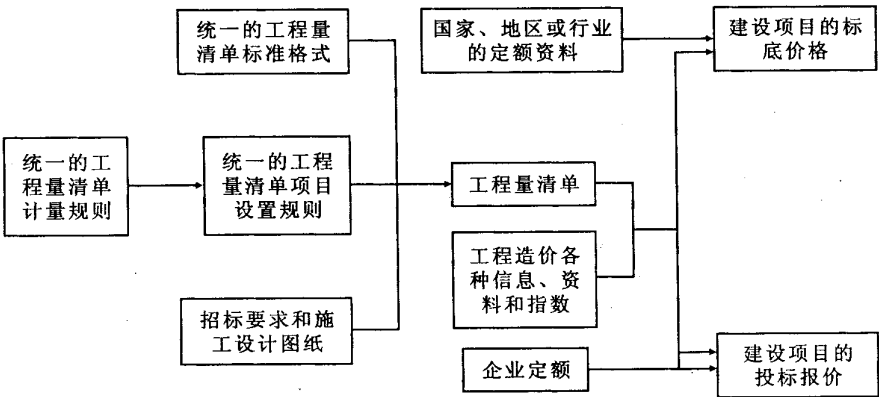 统一的工程量
清单标准格式
国家、地区或行业
的定额资料
建设项目的标
底价格
统一的工
程量清单
计量规则
统一的工程
量清单项目
设置规则
工程量清单
工程造价各
种信息、资
料和指数
招标要求和施
工设计图纸
企业定额
建设项目的
投标报价